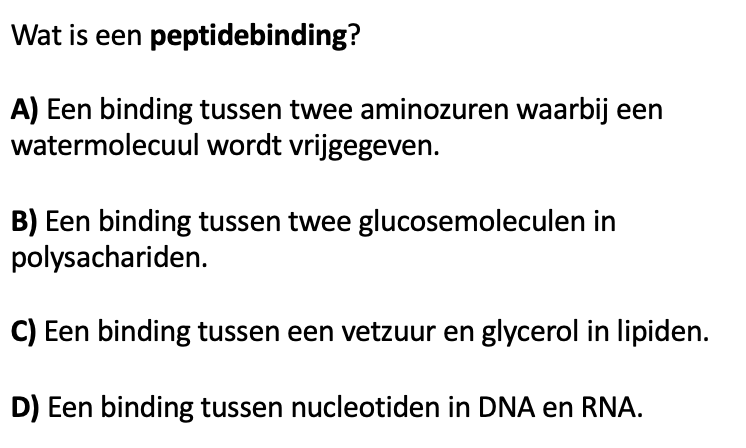 Wat is een peptidebinding?
A) Een binding tussen twee aminozuren waarbij een
watermolecuul wordt vrijgegeven.
B) Een binding tussen twee glucosemoleculen in
polysachariden.
C) Een binding tussen een vetzuur en glycerol in lipiden.
D) Een binding tussen nucleotiden in DNA en RNA.